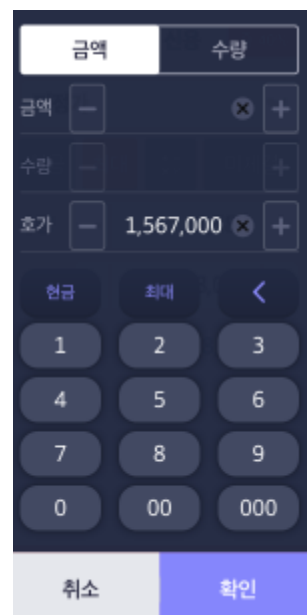 금액 수량
금액 − +
수량 − +
호가 − 1,567,000 +
현금 최대 <
1 2 3
4 5 6
7 8 9
0 00 000
취소 확인